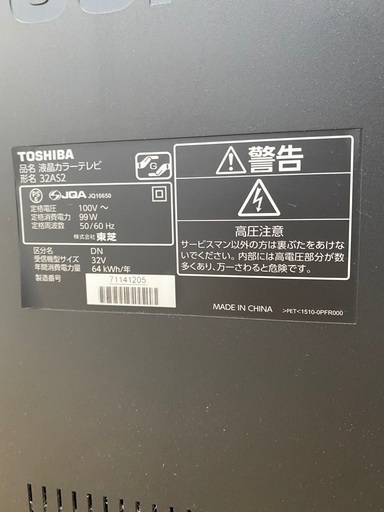 TOSHIBA
品名 液晶カラーテレビ
形名 32AS2
G
JQA JQ10650
定格電圧 100V ~
定格消費電力 99W
定格周波数 50/60 Hz
株式会社 東芝
区分 DN
受信機型サイズ 32V
年間消費電力量 64 kWh/年
製造番号 71141205
警告
高圧注意
サービスマン以外の方は裏ぶたをあけな
いでください。内部には高電圧部分が数
多くあり、万一さわると危険です。
MADE IN CHINA
>PET<1510-0PFR000